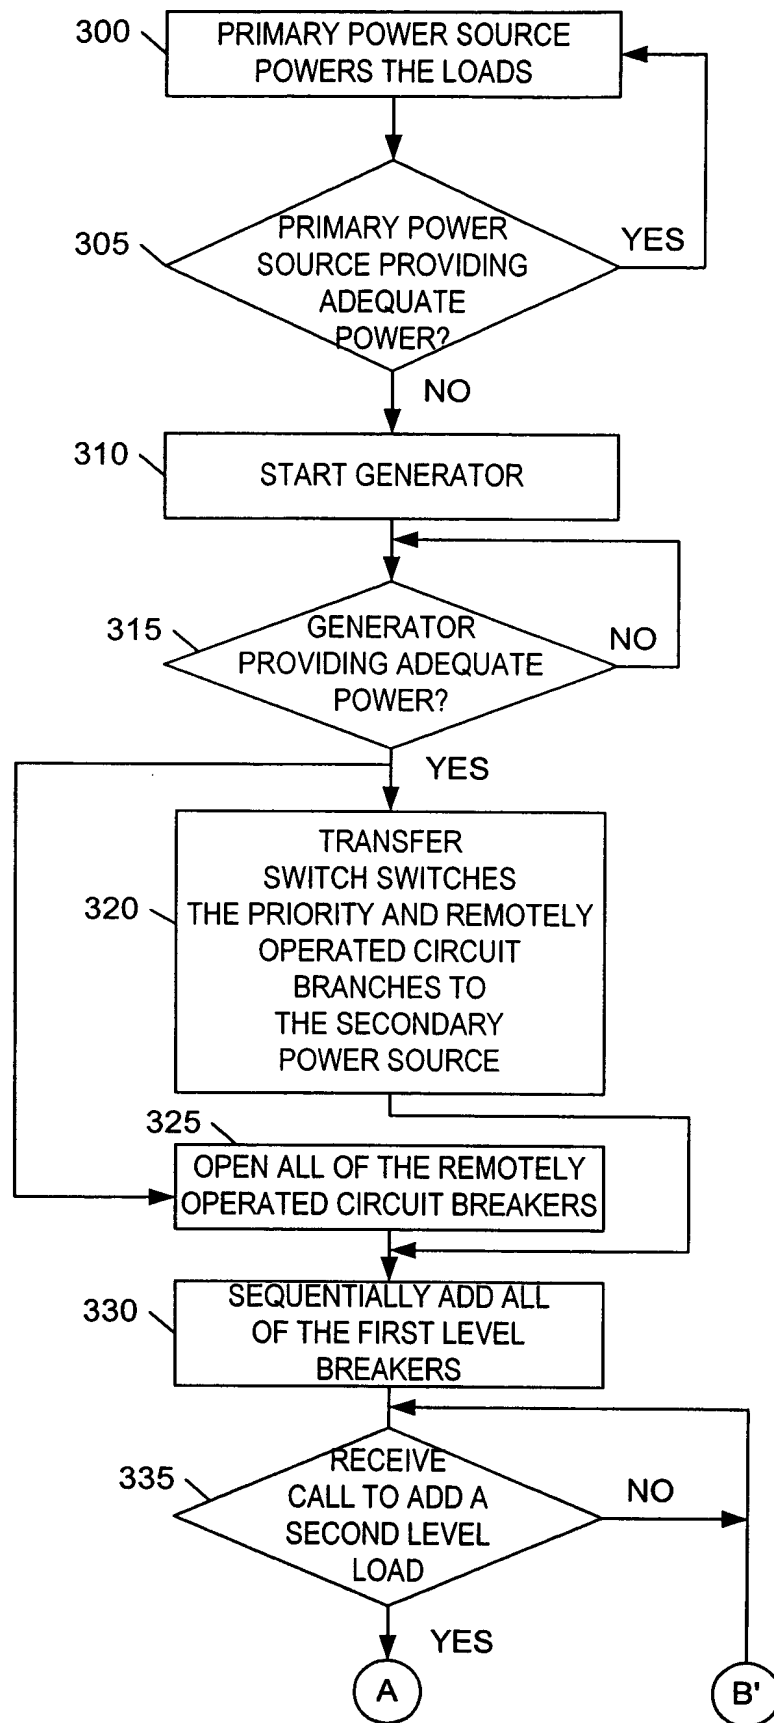 300
PRIMARY POWER SOURCE
POWERS THE LOADS
305
PRIMARY POWER
SOURCE PROVIDING
ADEQUATE
POWER?
YES
NO
310
START GENERATOR
315
GENERATOR
PROVIDING ADEQUATE
POWER?
NO
YES
320
TRANSFER
SWITCH SWITCHES
THE PRIORITY AND REMOTELY
OPERATED CIRCUIT
BRANCHES TO
THE SECONDARY
POWER SOURCE
325
OPEN ALL OF THE REMOTELY
OPERATED CIRCUIT BREAKERS
330
SEQUENTIALLY ADD ALL
OF THE FIRST LEVEL
BREAKERS
335
RECEIVE
CALL TO ADD A
SECOND LEVEL
LOAD
NO
YES
A
B'